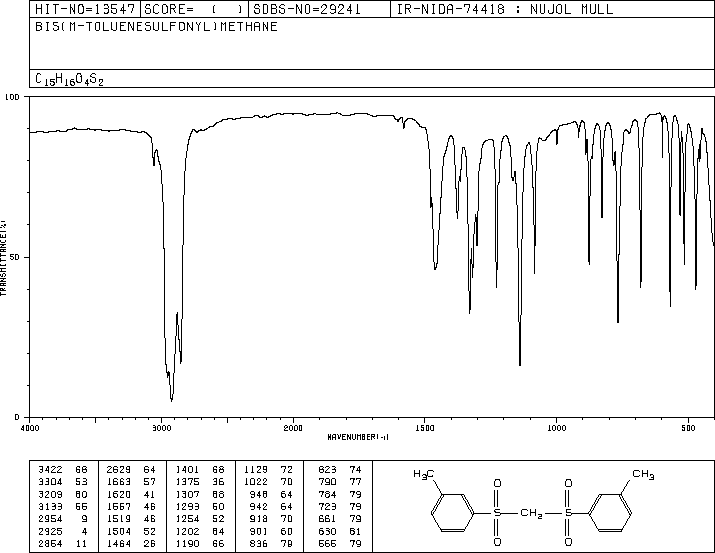 HIT-NO=13547 SCORE= ( ) SDBS-NO=29241 IR-NIDA-74418 : NUJOL MULL
BIS(M-TOLUENESULFONYL)METHANE
C15H16O4S2
100
50
0
TRANSMITTANCE(%)
4000 3000 2000 1500 1000 500
WAVENUMBER(-1)
3422 66 2629 64 1401 68 1129 72 823 74
3304 53 1663 57 1375 36 1022 70 790 77
3209 80 1620 41 1307 88 948 64 784 79
3133 66 1567 46 1293 60 942 64 723 79
2954 9 1519 46 1254 52 918 70 661 79
2925 4 1504 52 1202 84 901 60 630 81
2854 11 1464 26 1190 66 836 79 566 79
H3C O O CH3
S CH2 S
O O